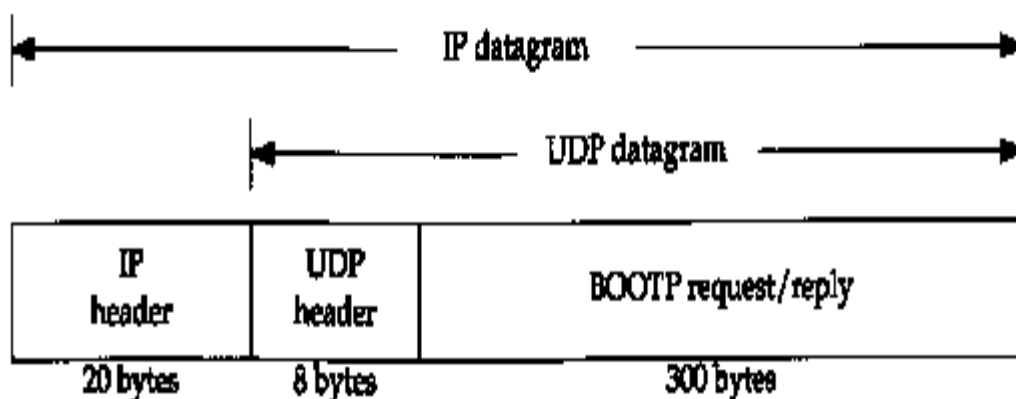 IP datagram
UDP datagram
IP
header
UDP
header
BOOTP request/reply
20 bytes
8 bytes
300 bytes